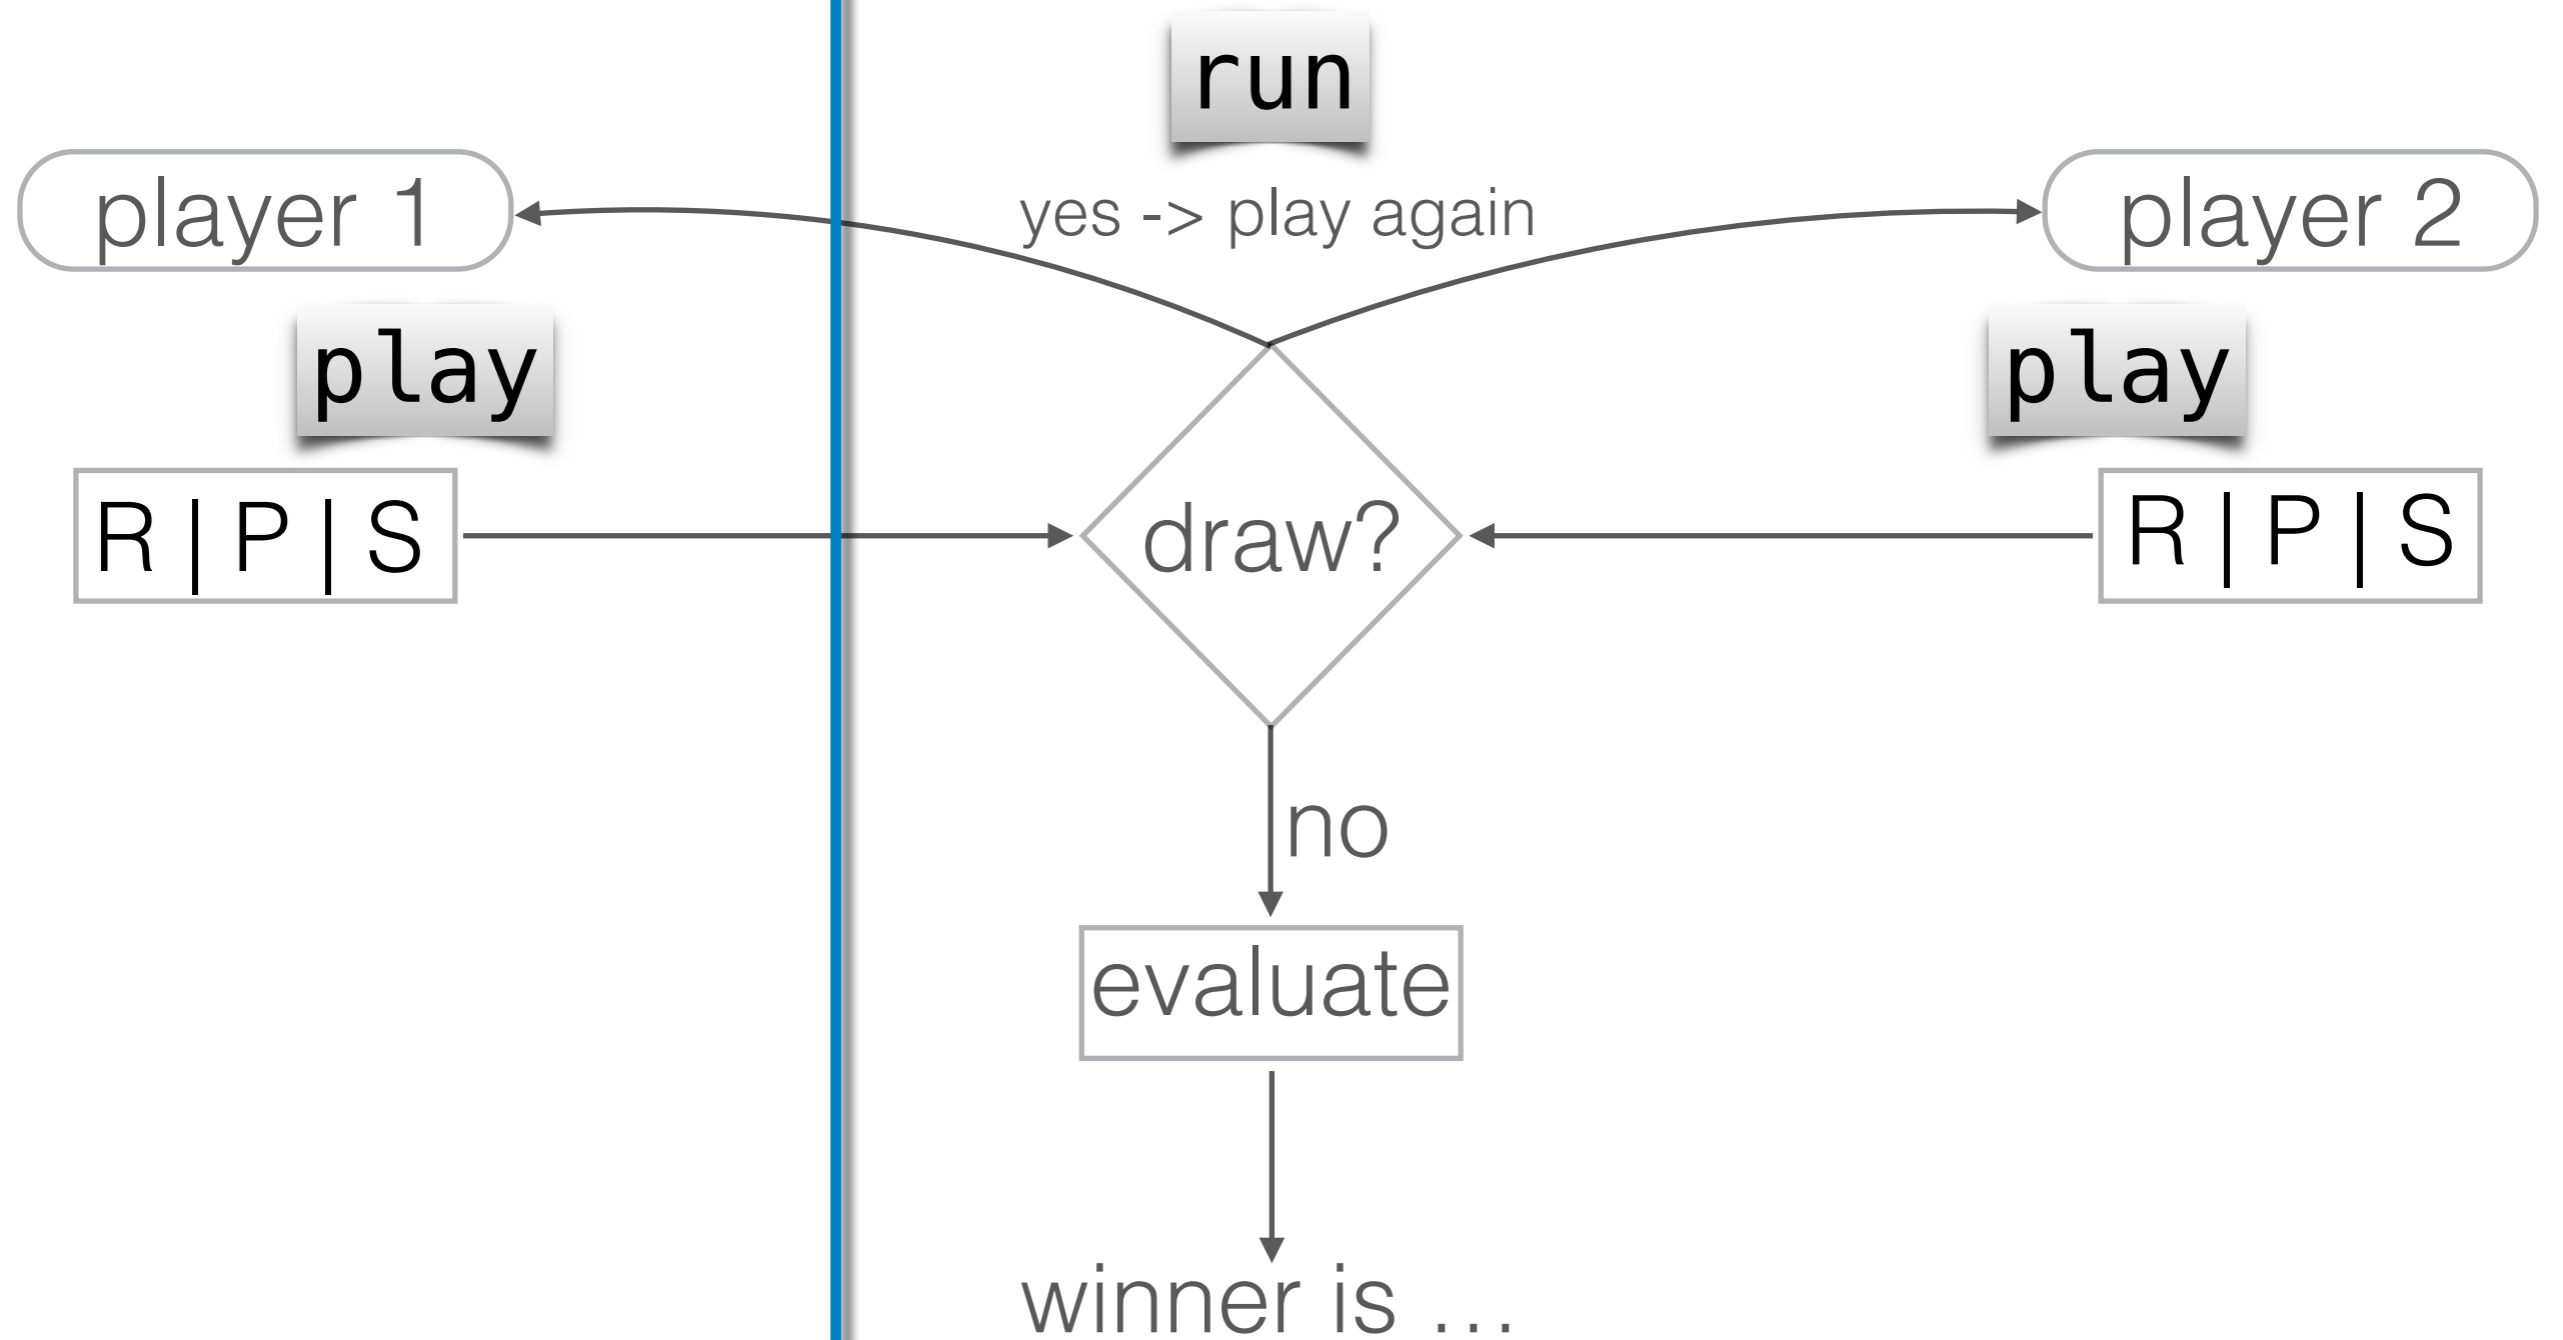 run
player 1
yes -> play again
player 2
play
play
R | P | S
draw?
R | P | S
no
evaluate
winner is …